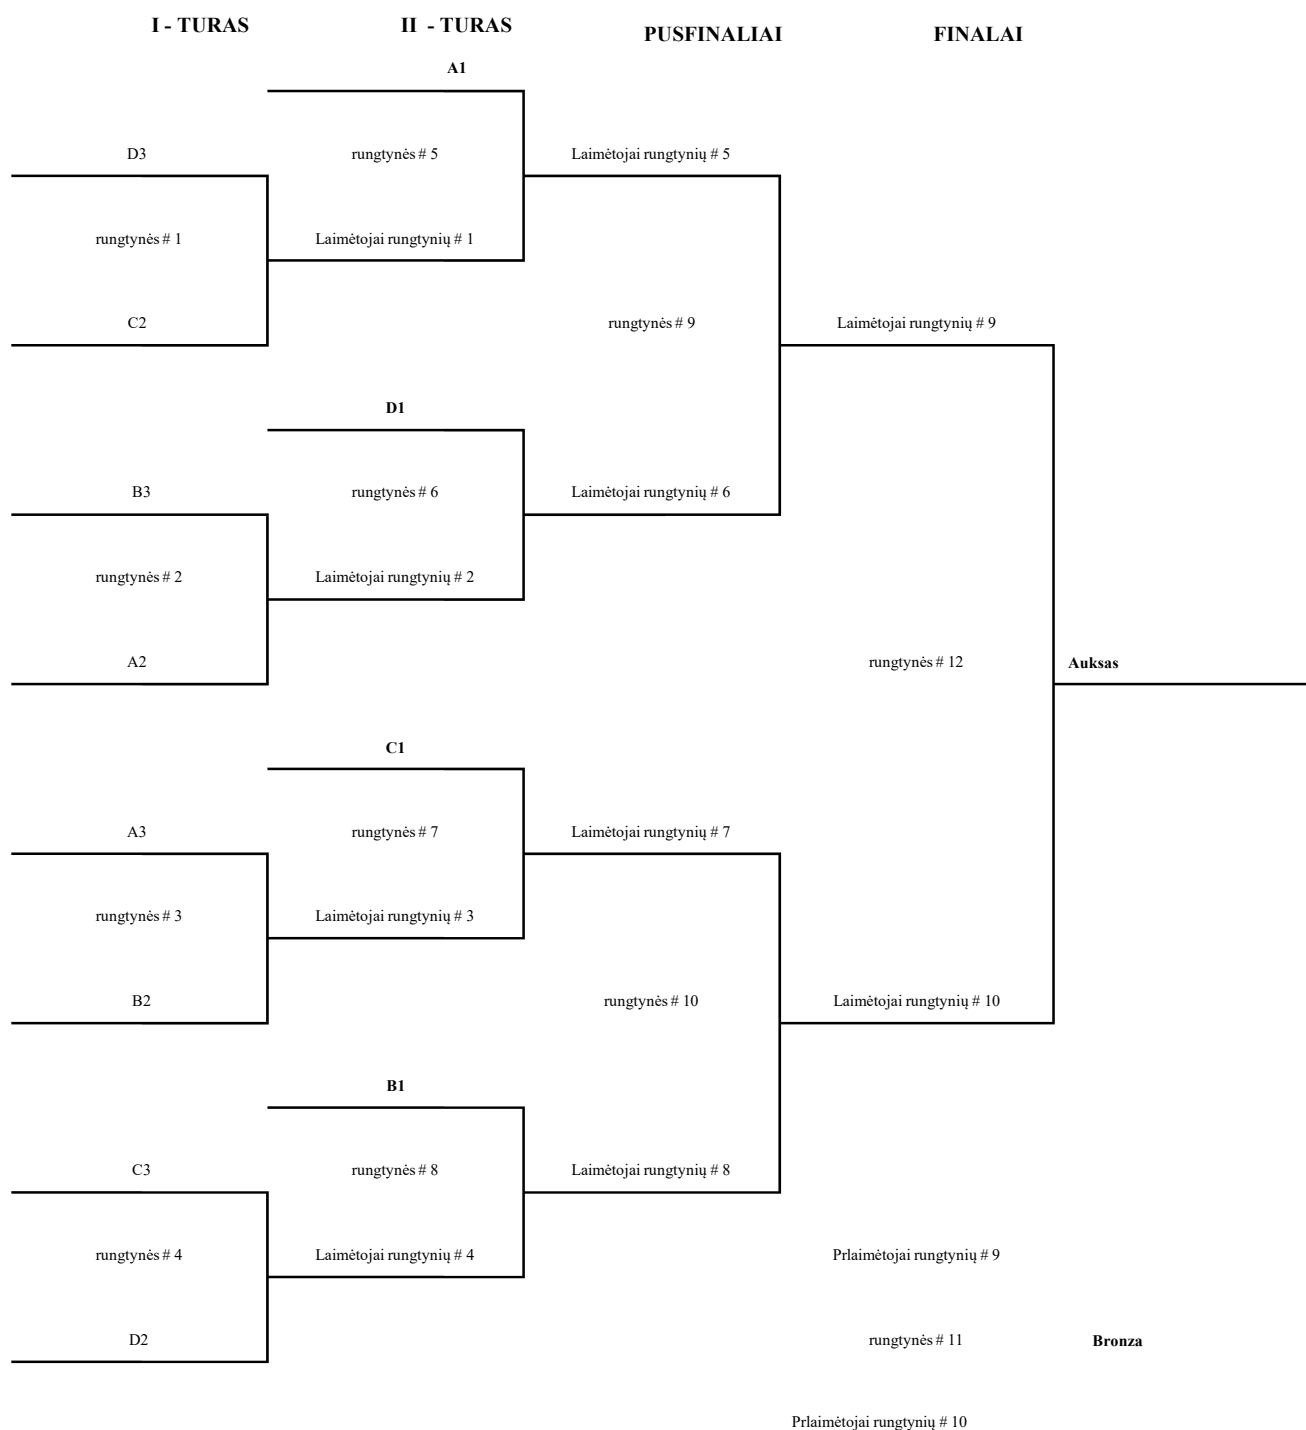 I - TURAS
II - TURAS
PUSFINALIAI
FINALAI
A1
D3
rungtynės # 5
Laimėtojai rungtynių # 5
rungtynės # 1
Laimėtojai rungtynių # 1
C2
rungtynės # 9
Laimėtojai rungtynių # 9
D1
B3
rungtynės # 6
Laimėtojai rungtynių # 6
rungtynės # 2
Laimėtojai rungtynių # 2
A2
rungtynės # 12
Auksas
C1
A3
rungtynės # 7
Laimėtojai rungtynių # 7
rungtynės # 3
Laimėtojai rungtynių # 3
B2
rungtynės # 10
Laimėtojai rungtynių # 10
B1
C3
rungtynės # 8
Laimėtojai rungtynių # 8
rungtynės # 4
Laimėtojai rungtynių # 4
Prlaimėtojai rungtynių # 9
D2
rungtynės # 11
Bronza
Prlaimėtojai rungtynių # 10